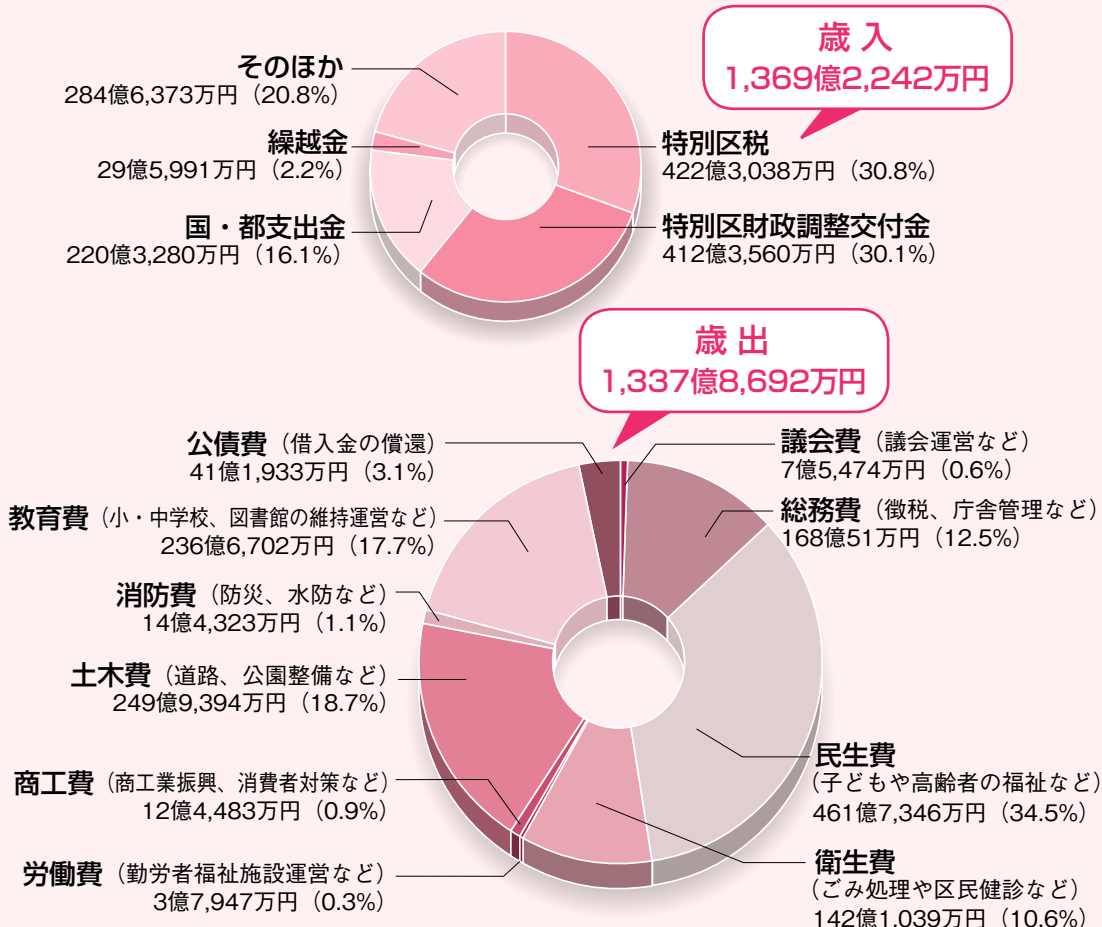 歳入
1,369億2,242万円
そのほか
284億6,373万円（20.8%）
繰越金
29億5,991万円（2.2%）
国・都支出金
220億3,280万円（16.1%）
特別区税
422億3,038万円（30.8%）
特別区財政調整交付金
412億3,560万円（30.1%）
歳出
1,337億8,692万円
公債費（借入金の償還）
41億1,933万円（3.1%）
教育費（小・中学校、図書館の維持運営など）
236億6,702万円（17.7%）
消防費（防災、水防など）
14億4,323万円（1.1%）
土木費（道路、公園整備など）
249億9,394万円（18.7%）
商工費（商工業振興、消費者対策など）
12億4,483万円（0.9%）
労働費（勤労者福祉施設運営など）
3億7,947万円（0.3%）
議会費（議会運営など）
7億5,474万円（0.6%）
総務費（徴税、庁舎管理など）
168億51万円（12.5%）
民生費
（子どもや高齢者の福祉など）
461億7,346万円（34.5%）
衛生費
（ごみ処理や区民健診など）
142億1,039万円（10.6%）